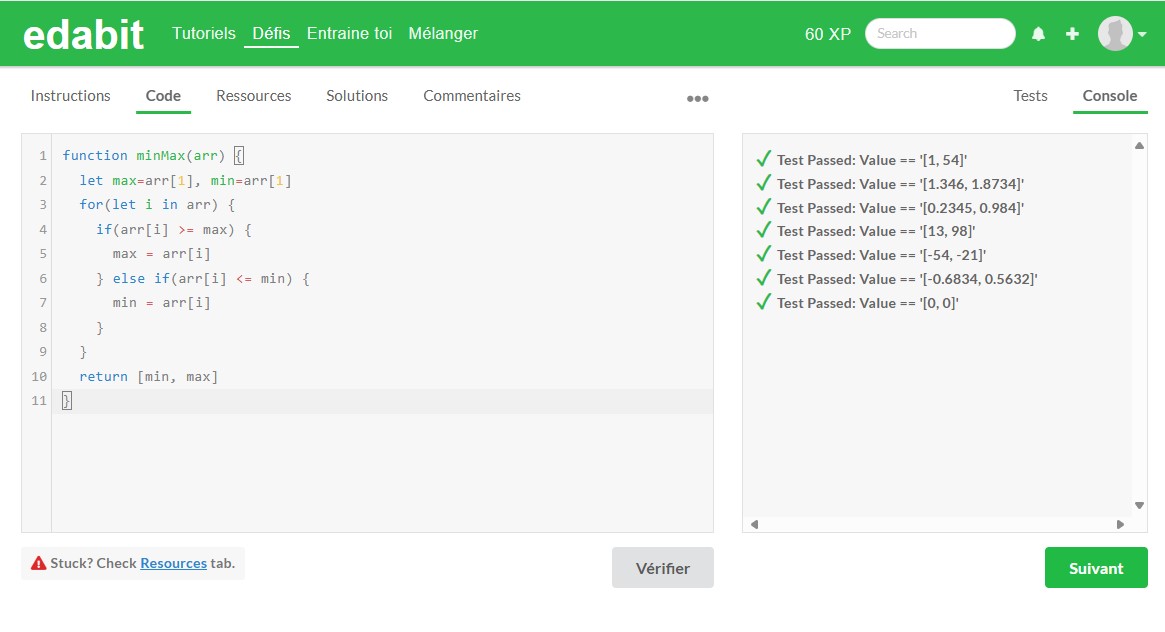 edabit
Tutoriels Défis Entraine toi Mélanger
60 XP
Search
Instructions Code Ressources Solutions Commentaires
Tests Console
1 function minMax(arr) {
2 let max=arr[1], min=arr[1]
3 for(let i in arr) {
4 if(arr[i] >= max) {
5 max = arr[i]
6 } else if(arr[i] <= min) {
7 min = arr[i]
8 }
9 }
10 return [min, max]
11 }
Test Passed: Value == '[1, 54]'
Test Passed: Value == '[1.346, 1.8734]'
Test Passed: Value == '[0.2345, 0.984]'
Test Passed: Value == '[13, 98]'
Test Passed: Value == '[-54, -21]'
Test Passed: Value == '[-0.6834, 0.5632]'
Test Passed: Value == '[0, 0]'
Stuck? Check Resources tab.
Vérifier
Suivant